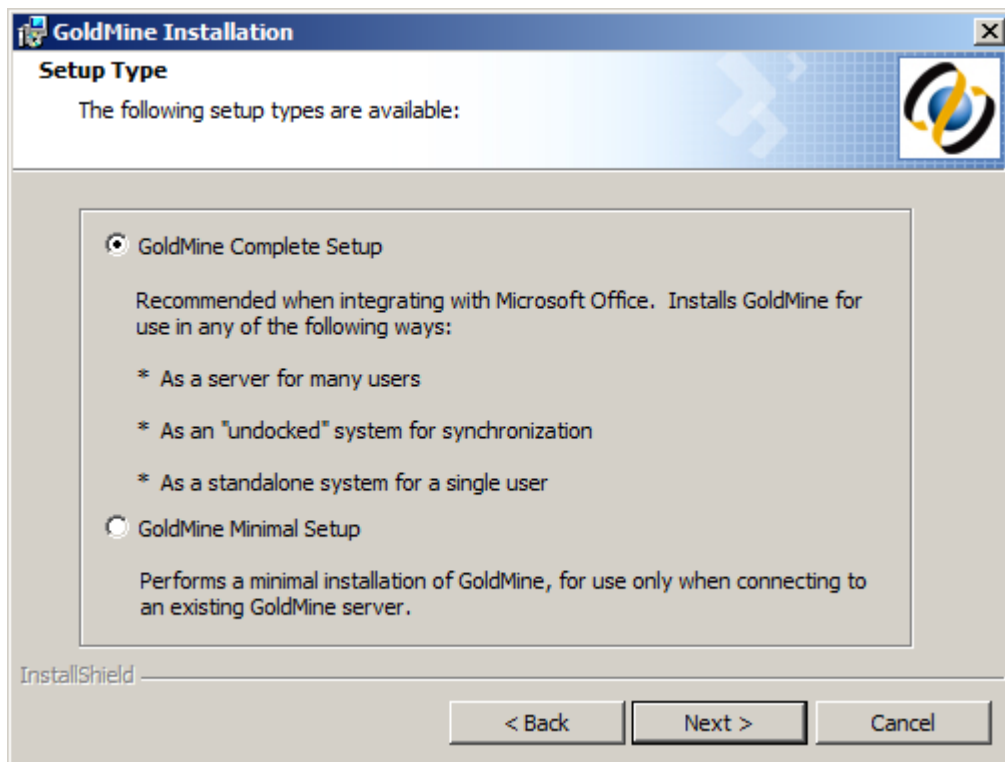 GoldMine Installation
Setup Type
The following setup types are available:
GoldMine Complete Setup
Recommended when integrating with Microsoft Office.  Installs GoldMine for
use in any of the following ways:
*  As a server for many users
*  As an "undocked" system for synchronization
*  As a standalone system for a single user
GoldMine Minimal Setup
Performs a minimal installation of GoldMine, for use only when connecting to
an existing GoldMine server.
InstallShield
< Back Next > Cancel